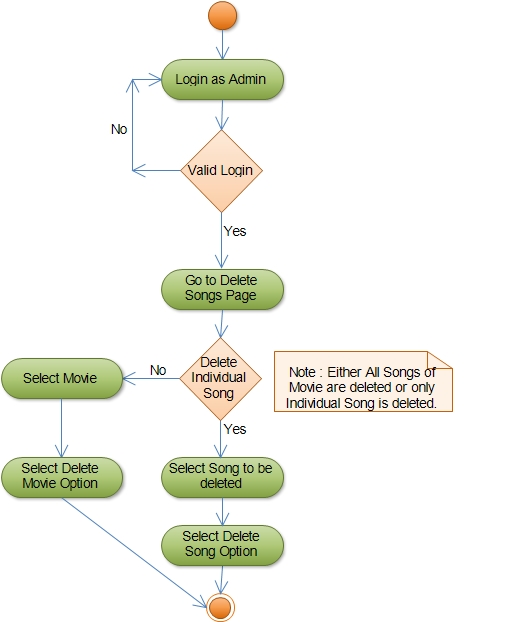 Login as Admin
No
Valid Login
Yes
Go to Delete
Songs Page
Delete
Individual
Song
No
Select Movie
Note : Either All Songs of
Movie are deleted or only
Individual Song is deleted.
Yes
Select Delete
Movie Option
Select Song to be
deleted
Select Delete
Song Option